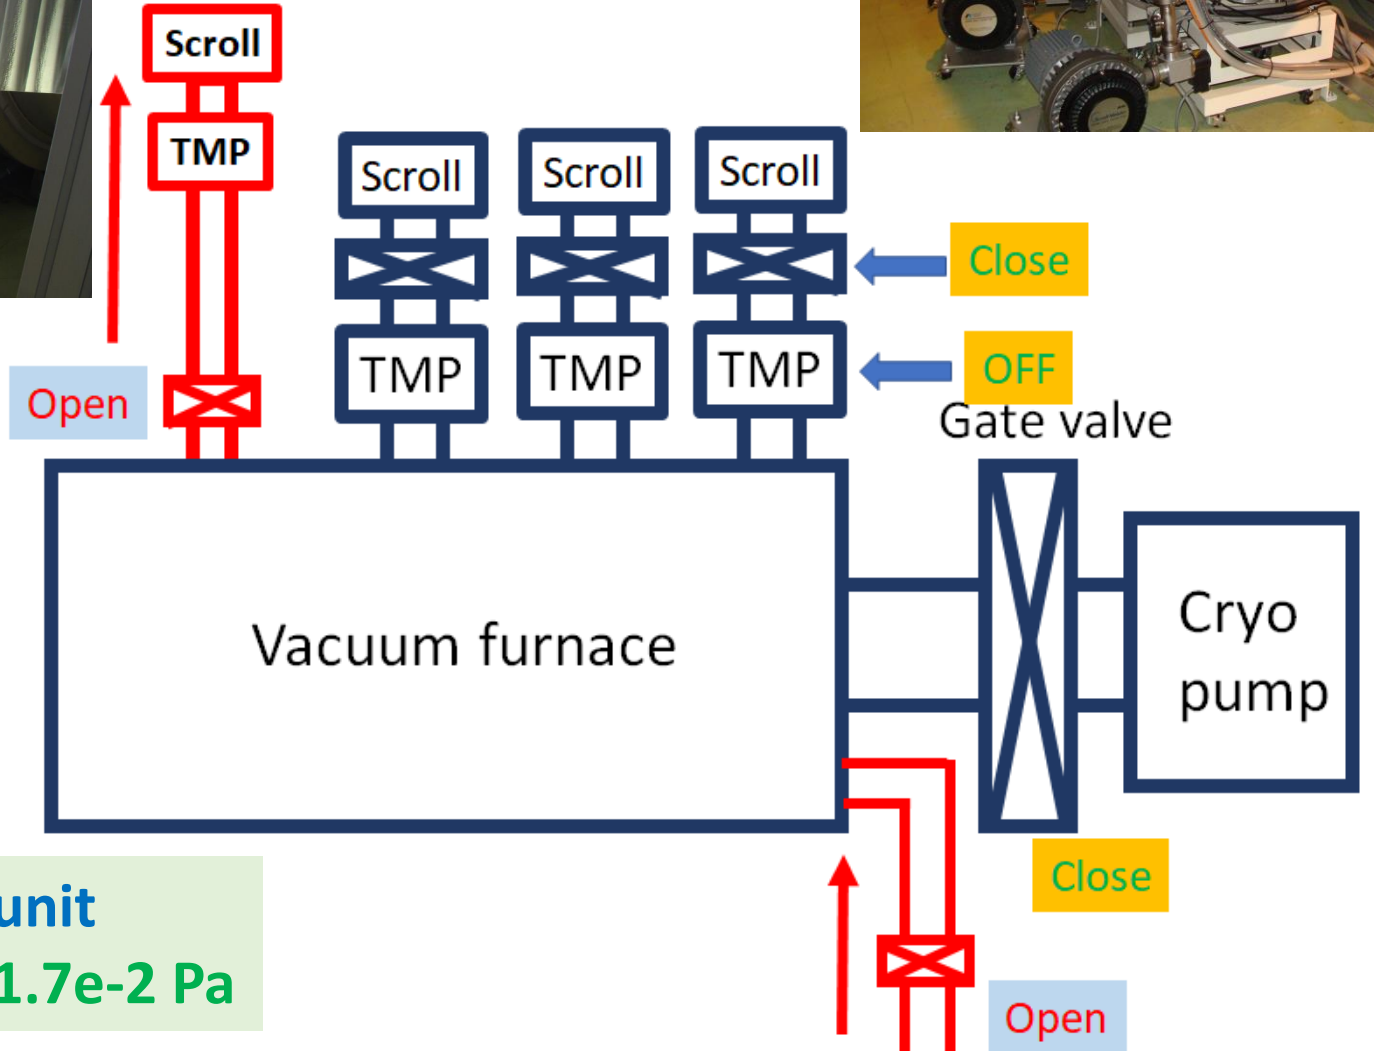 Scroll
TMP
Scroll
Scroll
Scroll
Close
TMP
TMP
TMP
OFF
Open
Gate valve
Vacuum furnace
Cryo
pump
Close
unit
1.7e-2 Pa
Open